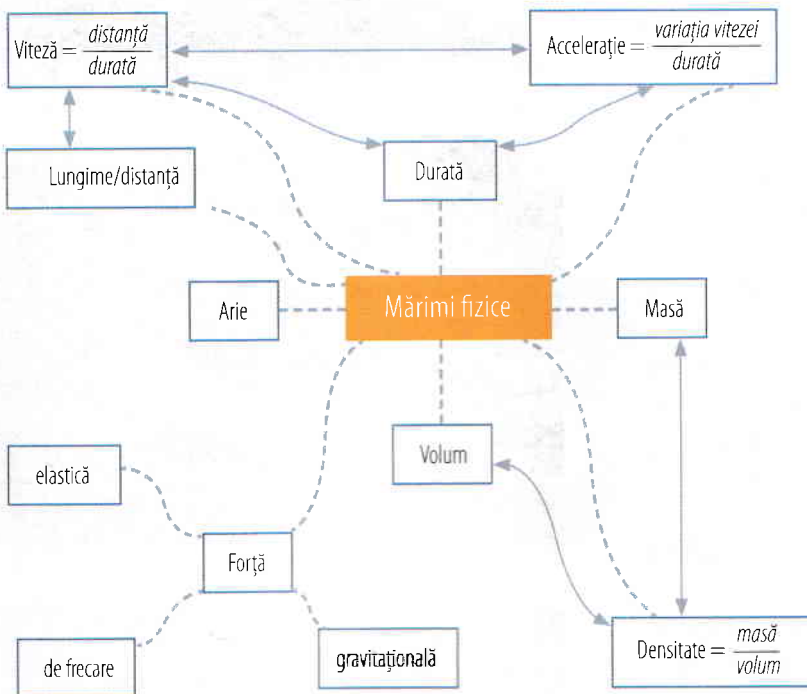 Viteză = distanță / durată
Accelerație = variația vitezei / durată
Lungime/distanță
Durată
Arie
Mărimi fizice
Masă
Volum
elastică
Forță
de frecare
gravitațională
Densitate = masă / volum